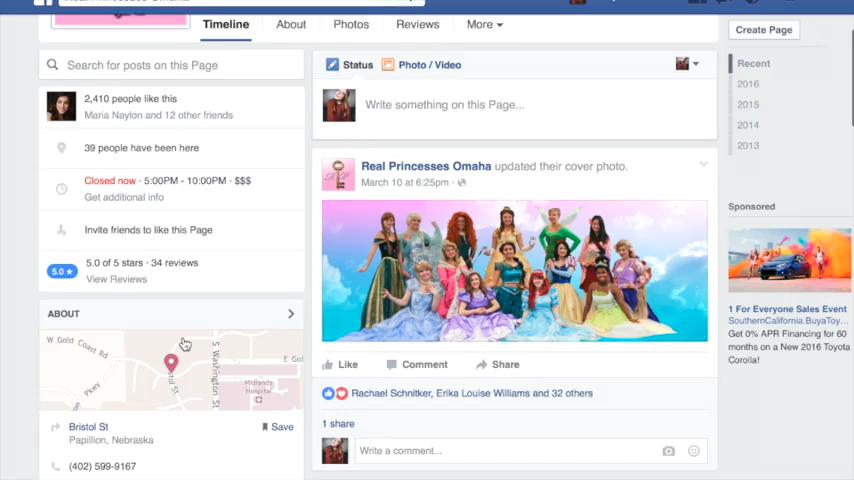 Timeline About Photos Reviews More
Create Page
Search for posts on this Page
2,410 people like this
Maria Naylon and 12 other friends
39 people have been here
Closed now · 5:00PM - 10:00PM · $$$
Get additional info
Invite friends to like this Page
5.0 ★ 5.0 of 5 stars · 34 reviews
View Reviews
ABOUT
W Gold Coast Rd
S Washington St
E Go
Bristol St
Pkwy
Midlands
Hospital
Bristol St
Save
Papillion, Nebraska
(402) 599-9167
Status Photo / Video
Write something on this Page...
Real Princesses Omaha updated their cover photo.
March 10 at 6:25pm ·
Like Comment Share
Rachael Schnitker, Erika Louise Williams and 32 others
1 share
Write a comment...
Recent
2016
2015
2014
2013
Sponsored
1 For Everyone Sales Event
SouthernCalifornia.BuyaToy...
Get 0% APR Financing for 60
months on a New 2016 Toyota
Corolla!